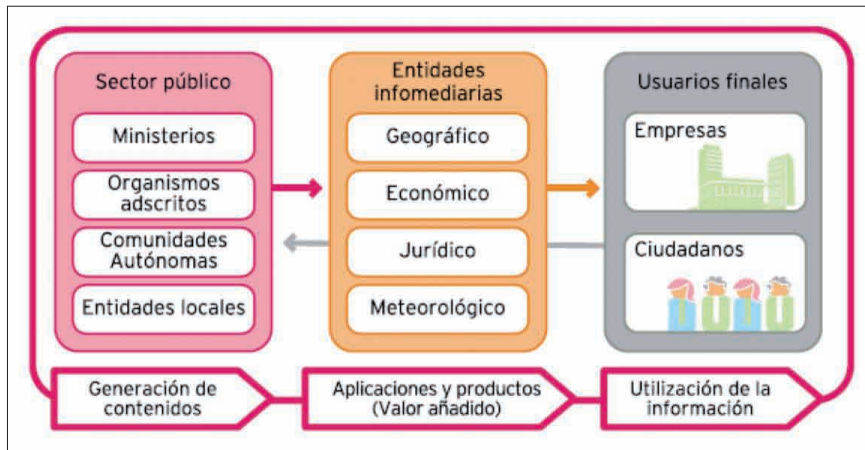 Sector público
Ministerios
Organismos
adscritos
Comunidades
Autónomas
Entidades locales
Entidades
infomediarias
Geográfico
Económico
Jurídico
Meteorológico
Usuarios finales
Empresas
Ciudadanos
Generación de
contenidos
Aplicaciones y productos
(Valor añadido)
Utilización de la
información